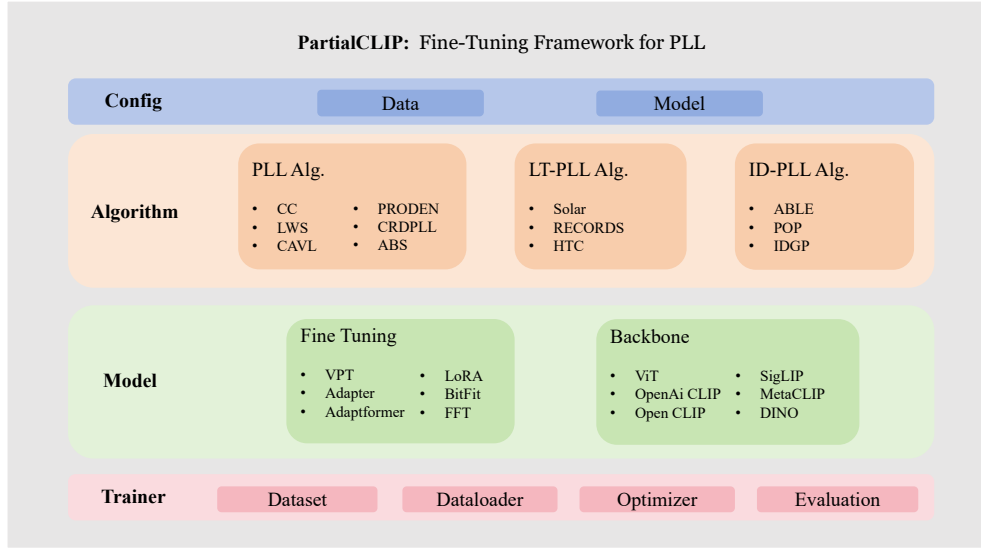 PartialCLIP: Fine-Tuning Framework for PLL
Config
Data
Model
Algorithm
PLL Alg.
• CC
• LWS
• CAVL
• PRODEN
• CRDPLL
• ABS
LT-PLL Alg.
• Solar
• RECORDS
• HTC
ID-PLL Alg.
• ABLE
• POP
• IDGP
Model
Fine Tuning
• VPT
• Adapter
• Adaptformer
• LoRA
• BitFit
• FFT
Backbone
• ViT
• OpenAi CLIP
• Open CLIP
• SigLIP
• MetaCLIP
• DINO
Trainer
Dataset
Dataloader
Optimizer
Evaluation